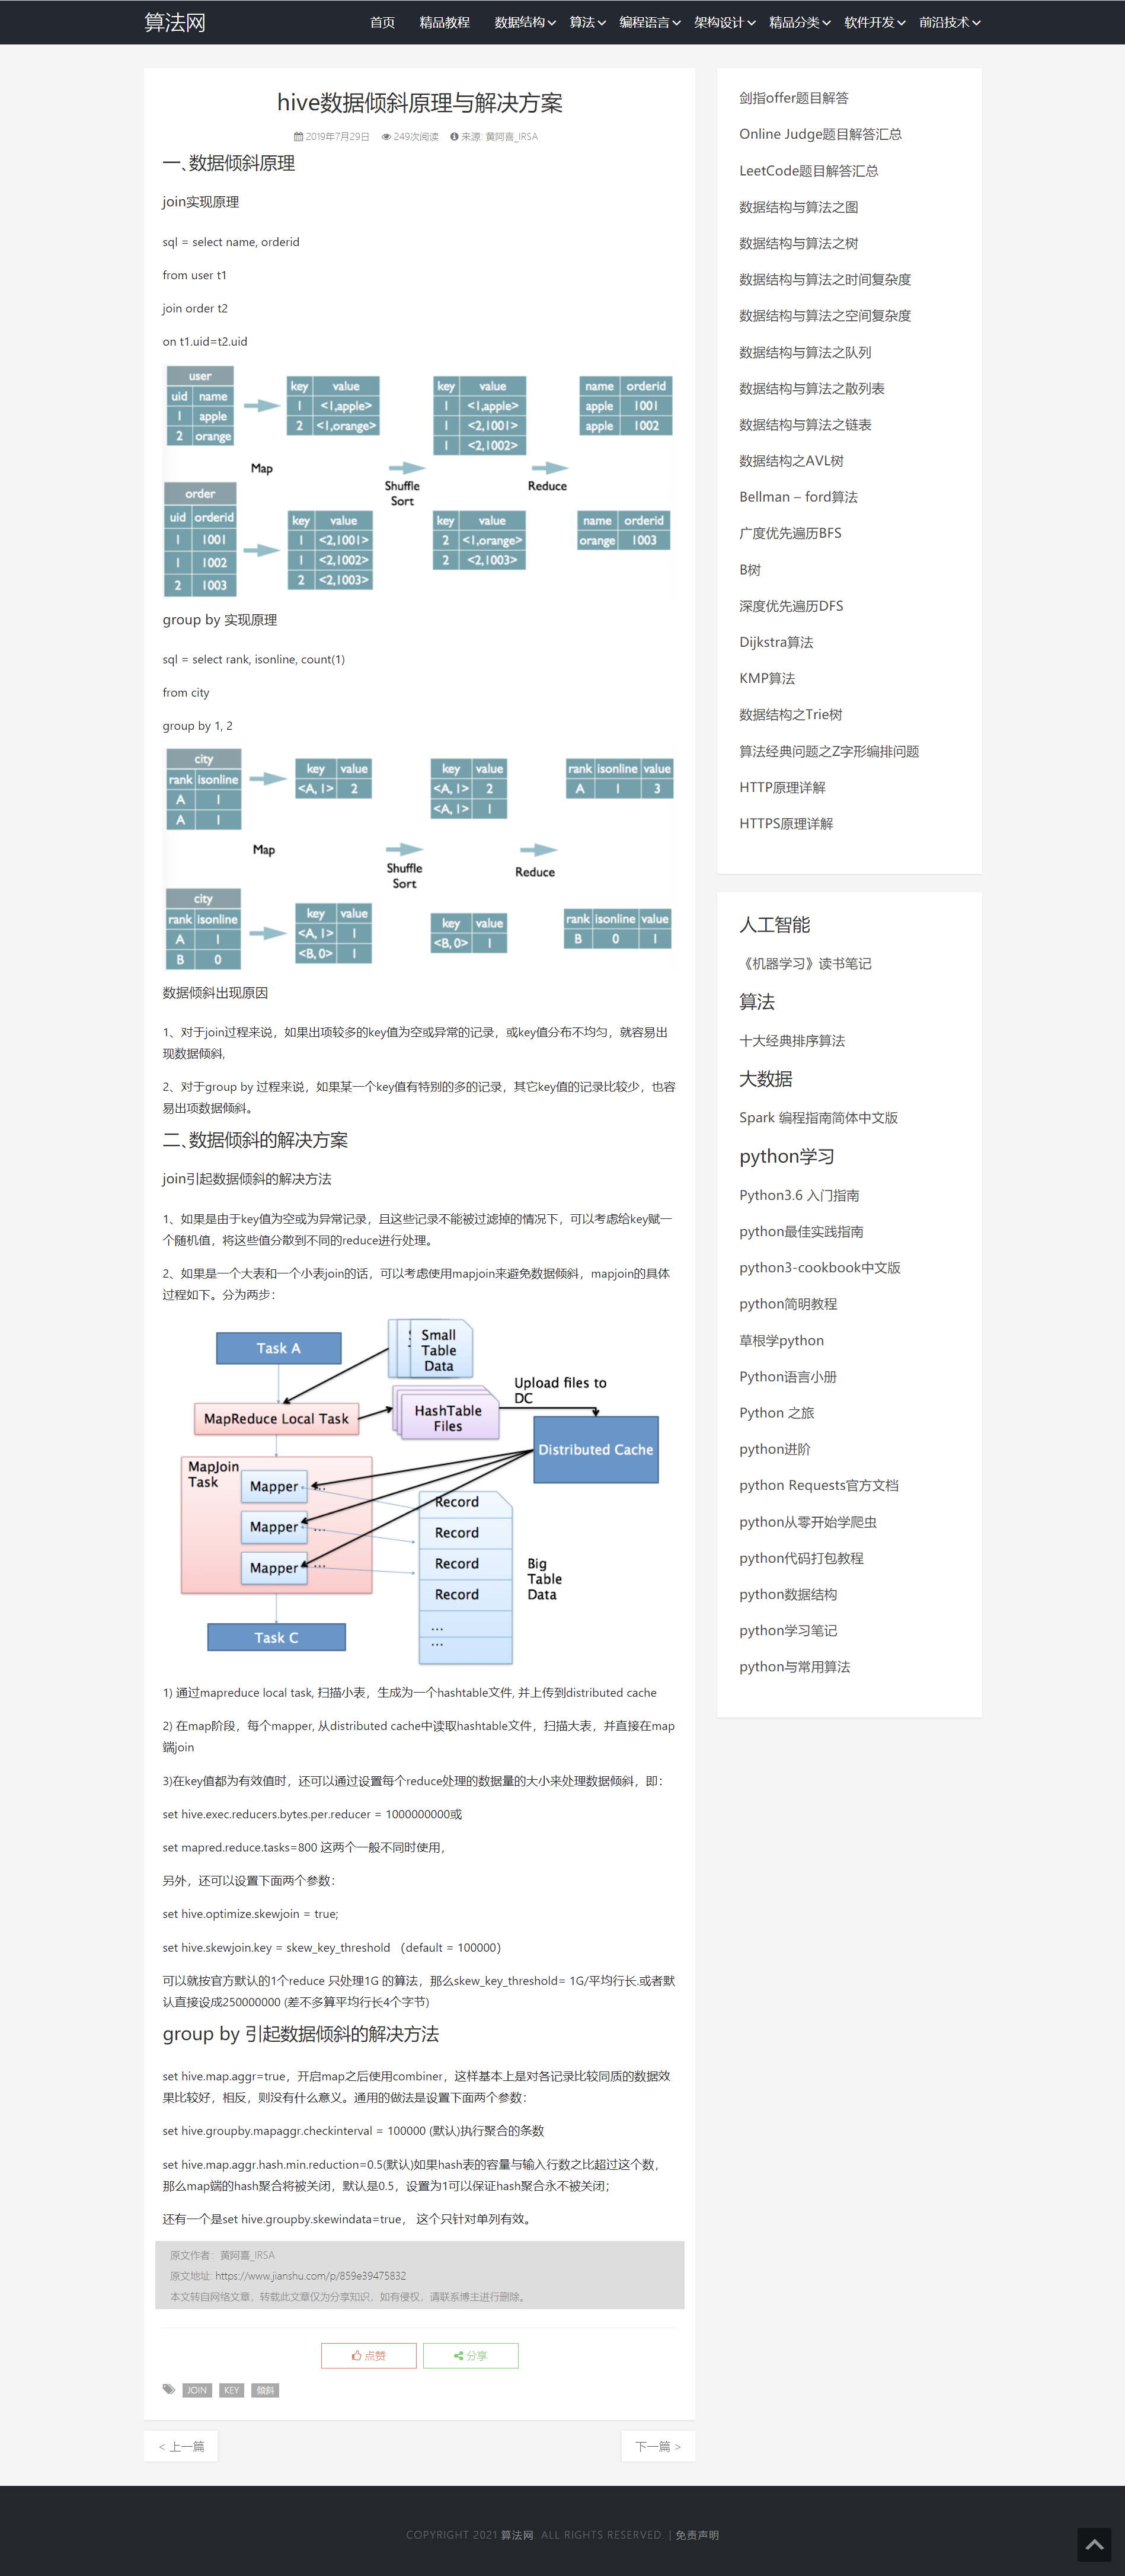 算法网
首页 精品教程 数据结构 算法 编程语言 架构设计 精品分类 软件开发 前沿技术
hive数据倾斜原理与解决方案
2019年7月29日 249次阅读 来源: 黄阿喜_IRSA
一､数据倾斜原理
join实现原理
sql = select name, orderid
from user t1
join order t2
on t1.uid=t2.uid
user
uid name
1 apple
2 orange
key value
1 <1,apple>
2 <1,orange>
key value
1 <1,apple>
1 <2,1001>
1 <2,1002>
name orderid
apple 1001
apple 1002
Map
Shuffle
Sort
Reduce
order
uid orderid
1 1001
1 1002
2 1003
key value
1 <2,1001>
1 <2,1002>
2 <2,1003>
key value
2 <1,orange>
2 <2,1003>
name orderid
orange 1003
group by 实现原理
sql = select rank, isonline, count(1)
from city
group by 1, 2
city
rank isonline
A 1
A 1
key value
<A, 1> 2
key value
<A, 1> 2
<A, 1> 1
rank isonline value
A 1 3
Map
Shuffle
Sort
Reduce
city
rank isonline
A 1
B 0
key value
<A, 1> 1
<B, 0> 1
key value
<B, 0> 1
rank isonline value
B 0 1
数据倾斜出现原因
1、对于join过程来说，如果出项较多的key值为空或异常的记录，或key值分布不均匀，就容易出
现数据倾斜,
2、对于group by 过程来说，如果某一个key值有特别的多的记录，其它key值的记录比较少，也容
易出项数据倾斜。
二､数据倾斜的解决方案
join引起数据倾斜的解决方法
1、如果是由于key值为空或为异常记录，且这些记录不能被过滤掉的情况下，可以考虑给key赋一
个随机值，将这些值分散到不同的reduce进行处理。
2、如果是一个大表和一个小表join的话，可以考虑使用mapjoin来避免数据倾斜，mapjoin的具体
过程如下。分为两步：
Task A
Small
Table
Data
MapReduce Local Task
HashTable
Files
Upload files to
DC
Distributed Cache
MapJoin
Task
Mapper ...
Mapper ...
Mapper ...
Record
Record
Record
Record
...
...
Big
Table
Data
Task C
1) 通过mapreduce local task, 扫描小表，生成为一个hashtable文件, 并上传到distributed cache
2) 在map阶段，每个mapper, 从distributed cache中读取hashtable文件，扫描大表，并直接在map
端join
3)在key值都为有效值时，还可以通过设置每个reduce处理的数据量的大小来处理数据倾斜，即：
set hive.exec.reducers.bytes.per.reducer = 1000000000或
set mapred.reduce.tasks=800 这两个一般不同时使用，
另外，还可以设置下面两个参数：
set hive.optimize.skewjoin = true;
set hive.skewjoin.key = skew_key_threshold （default = 100000）
可以就按官方默认的1个reduce 只处理1G 的算法，那么skew_key_threshold= 1G/平均行长.或者默
认直接设成250000000 (差不多算平均行长4个字节)
group by 引起数据倾斜的解决方法
set hive.map.aggr=true，开启map之后使用combiner，这样基本上是对各记录比较同质的数据效
果比较好，相反，则没有什么意义。通用的做法是设置下面两个参数：
set hive.groupby.mapaggr.checkinterval = 100000 (默认)执行聚合的条数
set hive.map.aggr.hash.min.reduction=0.5(默认)如果hash表的容量与输入行数之比超过这个数，
那么map端的hash聚合将被关闭，默认是0.5，设置为1可以保证hash聚合永不被关闭；
还有一个是set hive.groupby.skewindata=true， 这个只针对单列有效。
原文作者：黄阿喜_IRSA
原文地址: https://www.jianshu.com/p/859e39475832
本文转自网络文章，转载此文章仅为分享知识，如有侵权，请联系博主进行删除。
点赞 分享
JOIN KEY 倾斜
< 上一篇 下一篇 >
剑指offer题目解答
Online Judge题目解答汇总
LeetCode题目解答汇总
数据结构与算法之图
数据结构与算法之树
数据结构与算法之时间复杂度
数据结构与算法之空间复杂度
数据结构与算法之队列
数据结构与算法之散列表
数据结构与算法之链表
数据结构之AVL树
Bellman – ford算法
广度优先遍历BFS
B树
深度优先遍历DFS
Dijkstra算法
KMP算法
数据结构之Trie树
算法经典问题之Z字形编排问题
HTTP原理详解
HTTPS原理详解
人工智能
《机器学习》读书笔记
算法
十大经典排序算法
大数据
Spark 编程指南简体中文版
python学习
Python3.6 入门指南
python最佳实践指南
python3-cookbook中文版
python简明教程
草根学python
Python语言小册
Python 之旅
python进阶
python Requests官方文档
python从零开始学爬虫
python代码打包教程
python数据结构
python学习笔记
python与常用算法
COPYRIGHT 2021 算法网. ALL RIGHTS RESERVED. | 免责声明